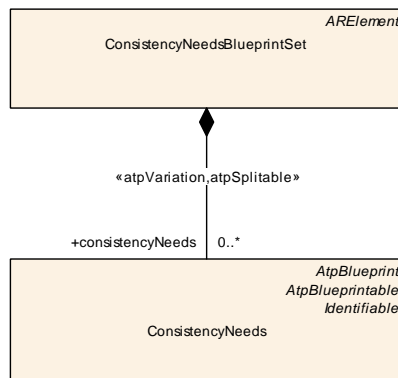 ARElement
ConsistencyNeedsBlueprintSet
«atpVariation,atpSplitable»
+consistencyNeeds 0..*
AtpBlueprint
AtpBlueprintable
Identifiable
ConsistencyNeeds